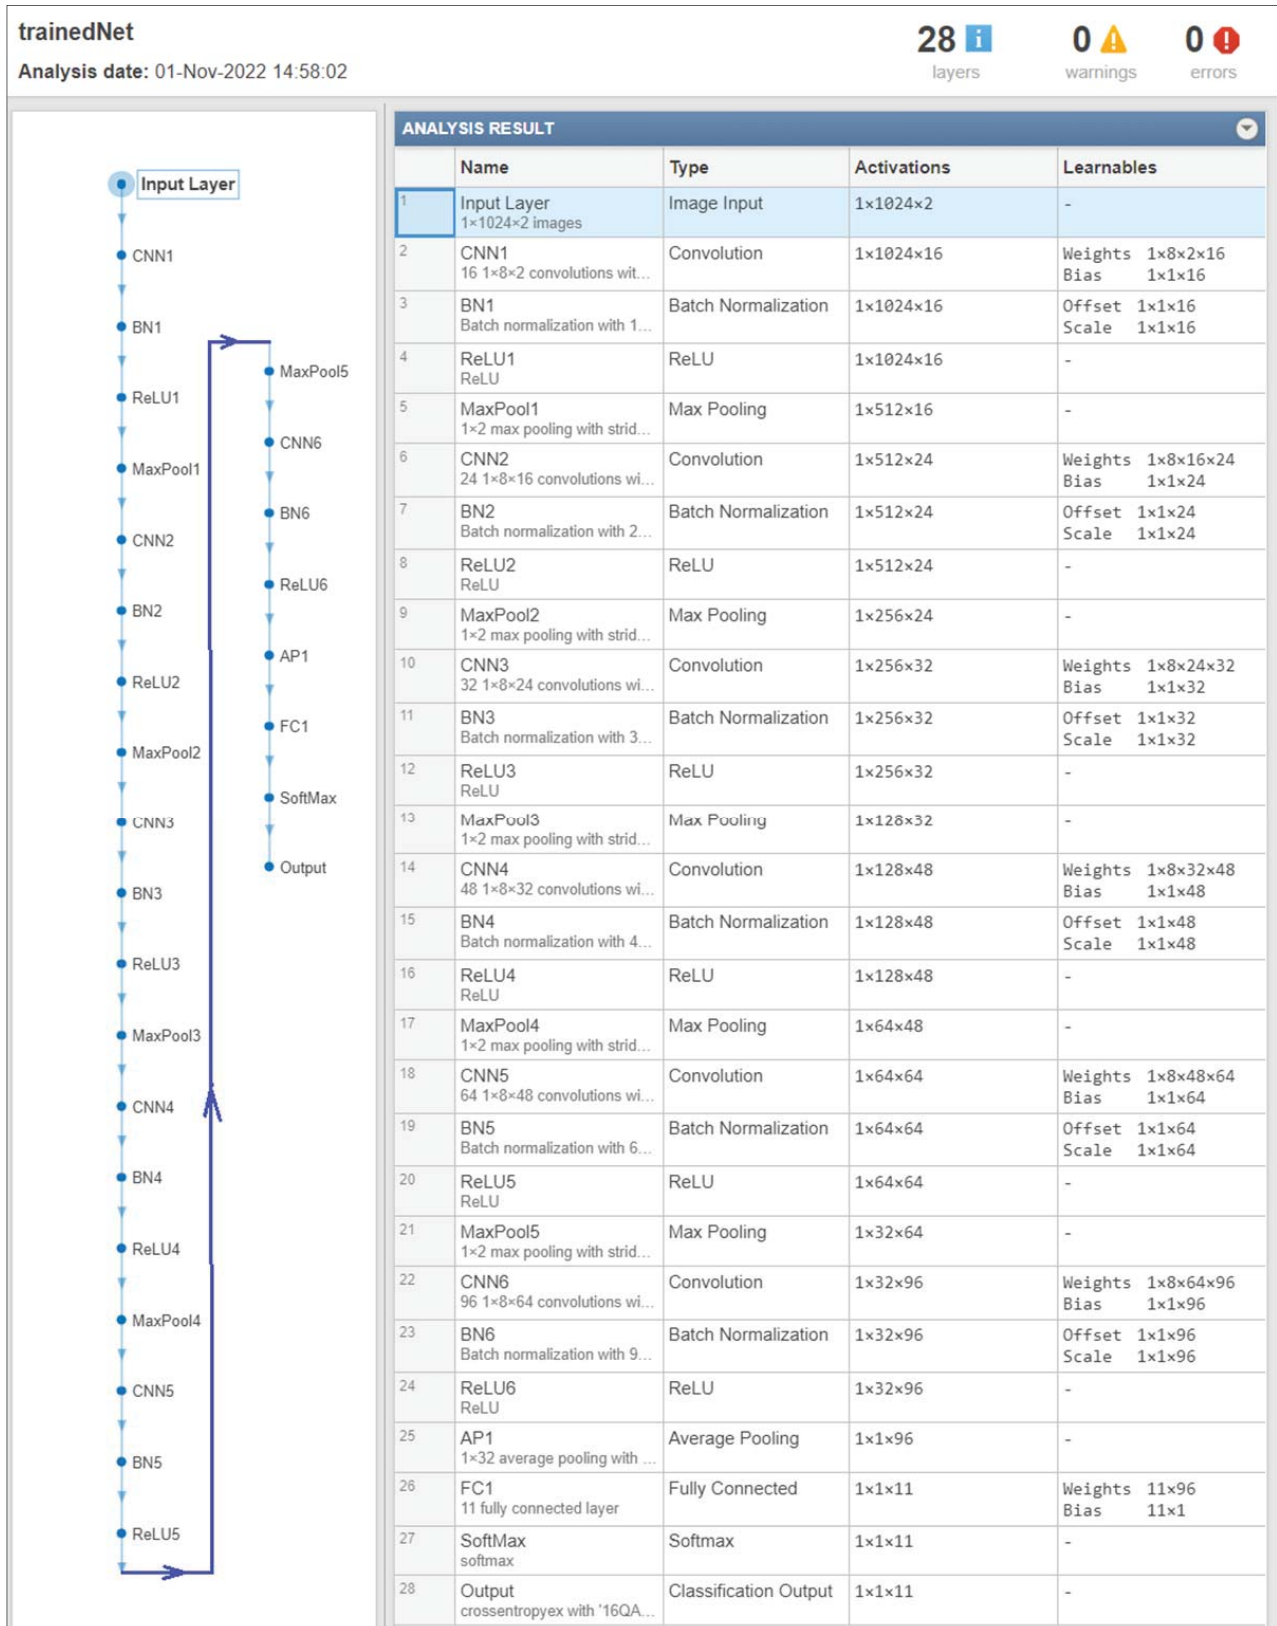 trainedNet
Analysis date: 01-Nov-2022 14:58:02
28 layers
0 warnings
0 errors
Input Layer
CNN1
BN1
ReLU1
MaxPool1
CNN2
BN2
ReLU2
MaxPool2
CNN3
BN3
ReLU3
MaxPool3
CNN4
BN4
ReLU4
MaxPool4
CNN5
BN5
ReLU5
MaxPool5
CNN6
BN6
ReLU6
AP1
FC1
SoftMax
Output
ANALYSIS RESULT
Name Type Activations Learnables
1 Input Layer Image Input 1×1024×2 -
1×1024×2 images
2 CNN1 Convolution 1×1024×16 Weights 1×8×2×16
16 1×8×2 convolutions wit... Bias 1×1×16
3 BN1 Batch Normalization 1×1024×16 Offset 1×1×16
Batch normalization with 1... Scale 1×1×16
4 ReLU1 ReLU 1×1024×16 -
ReLU
5 MaxPool1 Max Pooling 1×512×16 -
1×2 max pooling with strid...
6 CNN2 Convolution 1×512×24 Weights 1×8×16×24
24 1×8×16 convolutions wi... Bias 1×1×24
7 BN2 Batch Normalization 1×512×24 Offset 1×1×24
Batch normalization with 2... Scale 1×1×24
8 ReLU2 ReLU 1×512×24 -
ReLU
9 MaxPool2 Max Pooling 1×256×24 -
1×2 max pooling with strid...
10 CNN3 Convolution 1×256×32 Weights 1×8×24×32
32 1×8×24 convolutions wi... Bias 1×1×32
11 BN3 Batch Normalization 1×256×32 Offset 1×1×32
Batch normalization with 3... Scale 1×1×32
12 ReLU3 ReLU 1×256×32 -
ReLU
13 MaxPool3 Max Pooling 1×128×32 -
1×2 max pooling with strid...
14 CNN4 Convolution 1×128×48 Weights 1×8×32×48
48 1×8×32 convolutions wi... Bias 1×1×48
15 BN4 Batch Normalization 1×128×48 Offset 1×1×48
Batch normalization with 4... Scale 1×1×48
16 ReLU4 ReLU 1×128×48 -
ReLU
17 MaxPool4 Max Pooling 1×64×48 -
1×2 max pooling with strid...
18 CNN5 Convolution 1×64×64 Weights 1×8×48×64
64 1×8×48 convolutions wi... Bias 1×1×64
19 BN5 Batch Normalization 1×64×64 Offset 1×1×64
Batch normalization with 6... Scale 1×1×64
20 ReLU5 ReLU 1×64×64 -
ReLU
21 MaxPool5 Max Pooling 1×32×64 -
1×2 max pooling with strid...
22 CNN6 Convolution 1×32×96 Weights 1×8×64×96
96 1×8×64 convolutions wi... Bias 1×1×96
23 BN6 Batch Normalization 1×32×96 Offset 1×1×96
Batch normalization with 9... Scale 1×1×96
24 ReLU6 ReLU 1×32×96 -
ReLU
25 AP1 Average Pooling 1×1×96 -
1×32 average pooling with ...
26 FC1 Fully Connected 1×1×11 Weights 11×96
11 fully connected layer Bias 11×1
27 SoftMax Softmax 1×1×11 -
softmax
28 Output Classification Output 1×1×11 -
crossentropyex with '16QA...